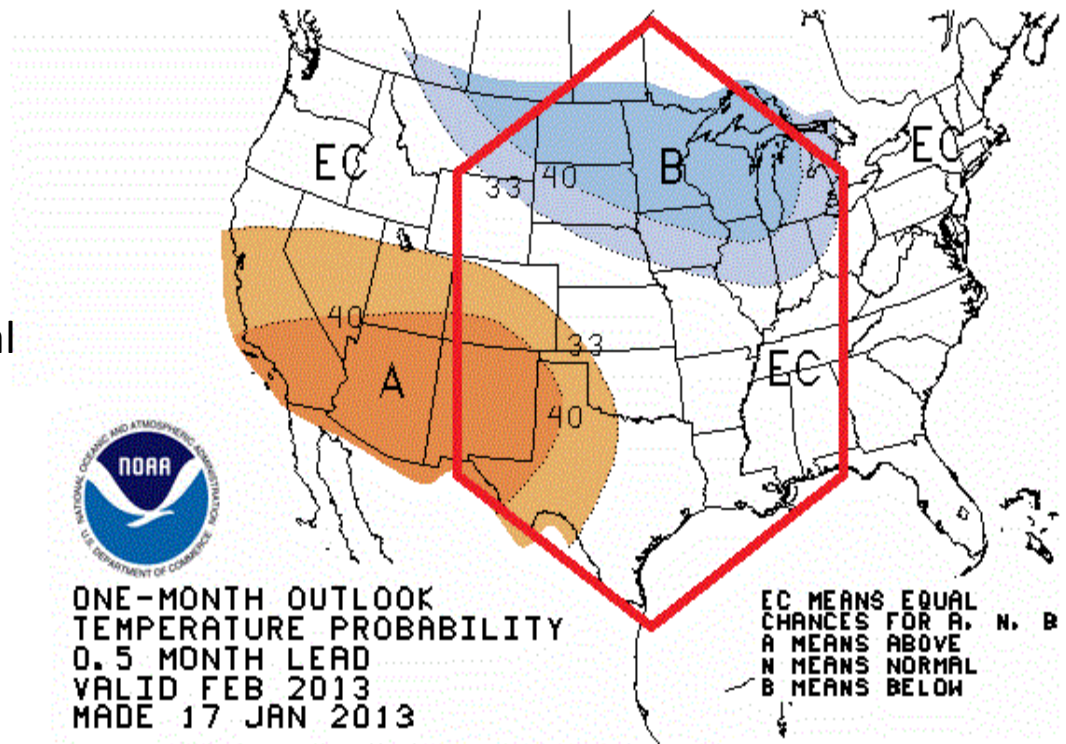 EC
EC
B
33
40
al
40
A
33
EC
40
NATIONAL OCEANIC AND ATMOSPHERIC ADMINISTRATION
NOAA
U.S. DEPARTMENT OF COMMERCE
ONE-MONTH OUTLOOK
TEMPERATURE PROBABILITY
0.5 MONTH LEAD
VALID FEB 2013
MADE 17 JAN 2013
EC MEANS EQUAL
CHANCES FOR A, N, B
A MEANS ABOVE
N MEANS NORMAL
B MEANS BELOW